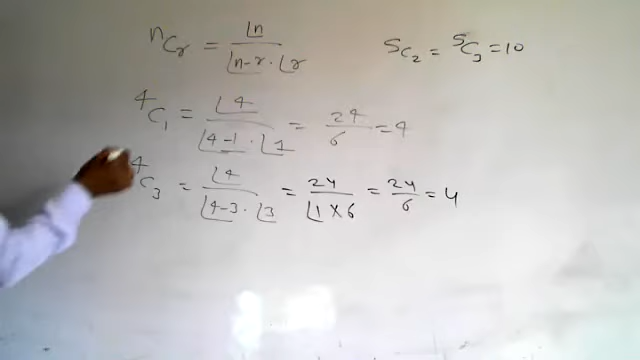 ⁿCᵣ = ⌊n / ⌊n-r · ⌊r
5C₂ = ⁵C₃ = 10
⁴C₁ = ⌊4 / ⌊4-1 · ⌊1 = 24 / 6 = 4
⁴C₃ = ⌊4 / ⌊4-3 · ⌊3 = 24 / ⌊1 × 6 = 24 / 6 = 4